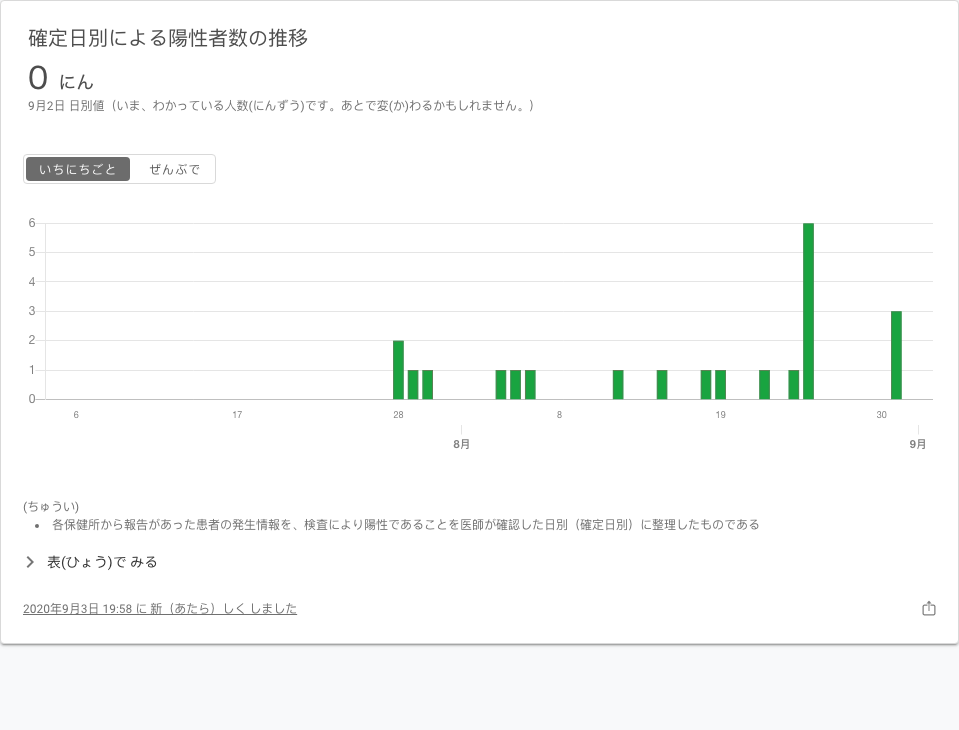 確定日別による陽性者数の推移
0 にん
9月2日 日別値（いま、わかっている人数(にんずう)です。あとで変(か)わるかもしれません。）
いちにちごと ぜんぶで
6
5
4
3
2
1
0
6 17 28 8 19 30
8月 9月
(ちゅうい)
• 各保健所から報告があった患者の発生情報を、検査により陽性であることを医師が確認した日別（確定日別）に整理したものである
表(ひょう)で みる
2020年9月3日 19:58 に 新（あたら）しく しました